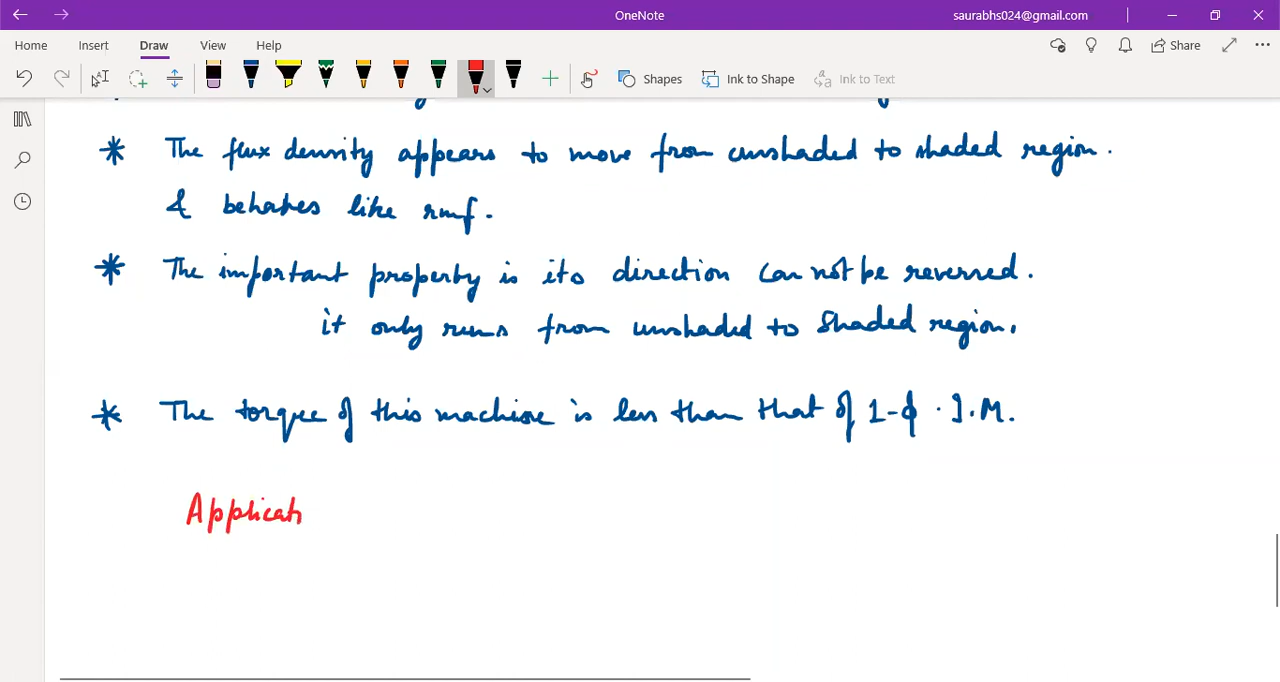 OneNote
saurabhs024@gmail.com
Home Insert Draw View Help
Share
Shapes Ink to Shape Ink to Text
* The flux density appears to move from unshaded to shaded region.
& behaves like rmf.
* The important property is its direction can not be reversed.
it only runs from unshaded to shaded region.
* The torque of this machine is less than that of 1-φ. I.M.
Applicati